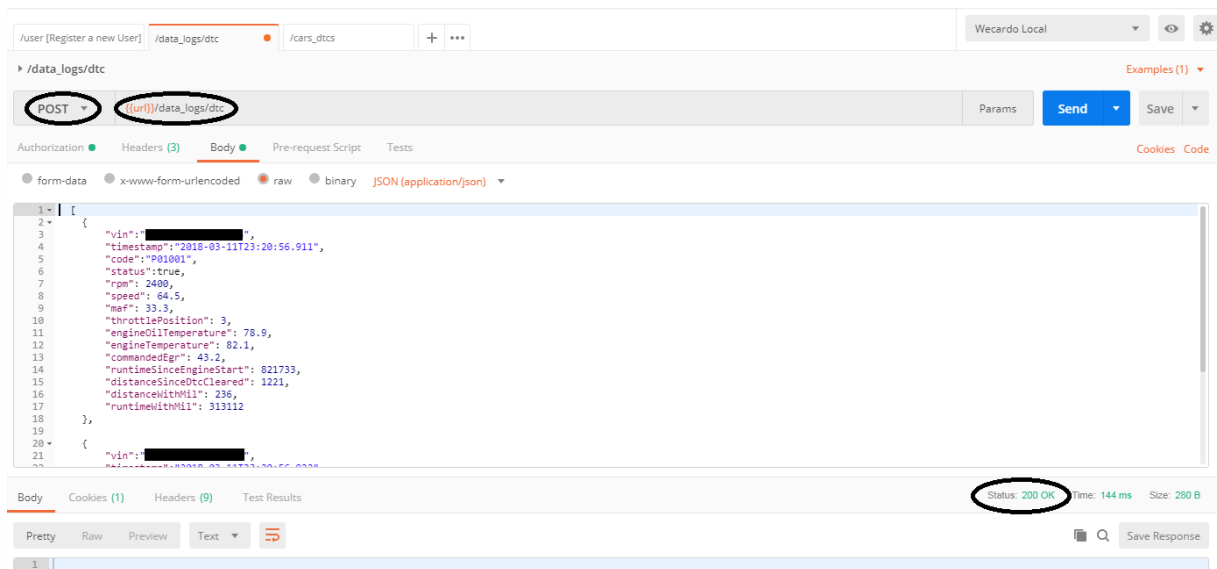 /user [Register a new User] /data_logs/dtc /cars_dtcs + ••• Wecardo Local
/data_logs/dtc Examples (1)
POST {{url}}/data_logs/dtc Params Send Save
Authorization Headers (3) Body Pre-request Script Tests Cookies Code
form-data x-www-form-urlencoded raw binary JSON (application/json)
1 [
2 {
3 "vin":" ",
4 "timestamp":"2018-03-11T23:20:56.911",
5 "code":"P01001",
6 "status":true,
7 "rpm": 2400,
8 "speed": 64.5,
9 "maf": 33.3,
10 "throttlePosition": 3,
11 "engineOilTemperature": 78.9,
12 "engineTemperature": 82.1,
13 "commandedEgr": 43.2,
14 "runtimeSinceEngineStart": 821733,
15 "distanceSinceDtcCleared": 1221,
16 "distanceWithMil": 236,
17 "runtimeWithMil": 313112
18 },
19
20 {
21 "vin":" ",
Body Cookies (1) Headers (9) Test Results Status: 200 OK Time: 144 ms Size: 280 B
Pretty Raw Preview Text Save Response
1